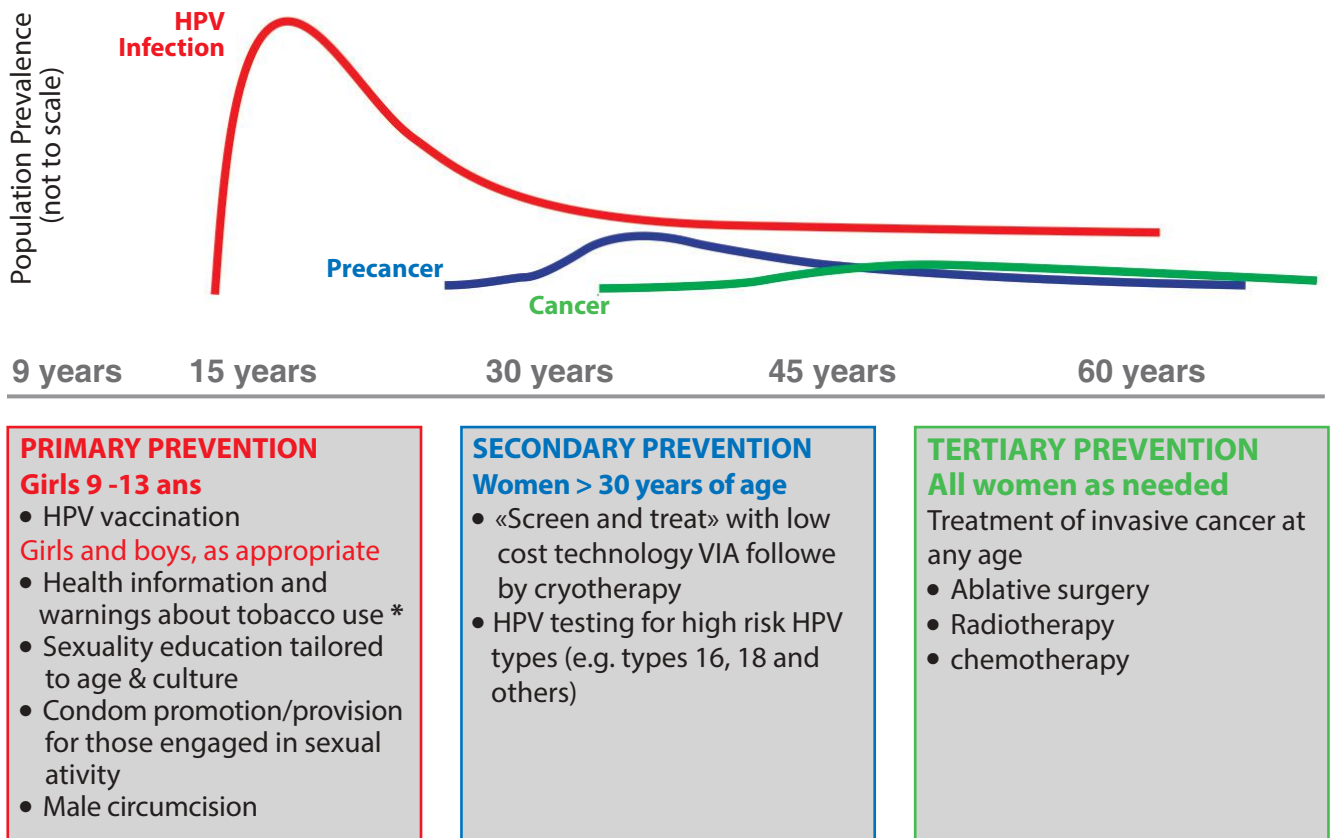 Population Prevalence
(not to scale)
HPV
Infection
Precancer
Cancer
9 years 15 years 30 years 45 years 60 years
PRIMARY PREVENTION
Girls 9 -13 ans
• HPV vaccination
Girls and boys, as appropriate
• Health information and
warnings about tobacco use *
• Sexuality education tailored
to age & culture
• Condom promotion/provision
for those engaged in sexual
ativity
• Male circumcision
SECONDARY PREVENTION
Women > 30 years of age
• «Screen and treat» with low
cost technology VIA followe
by cryotherapy
• HPV testing for high risk HPV
types (e.g. types 16, 18 and
others)
TERTIARY PREVENTION
All women as needed
Treatment of invasive cancer at
any age
• Ablative surgery
• Radiotherapy
• chemotherapy